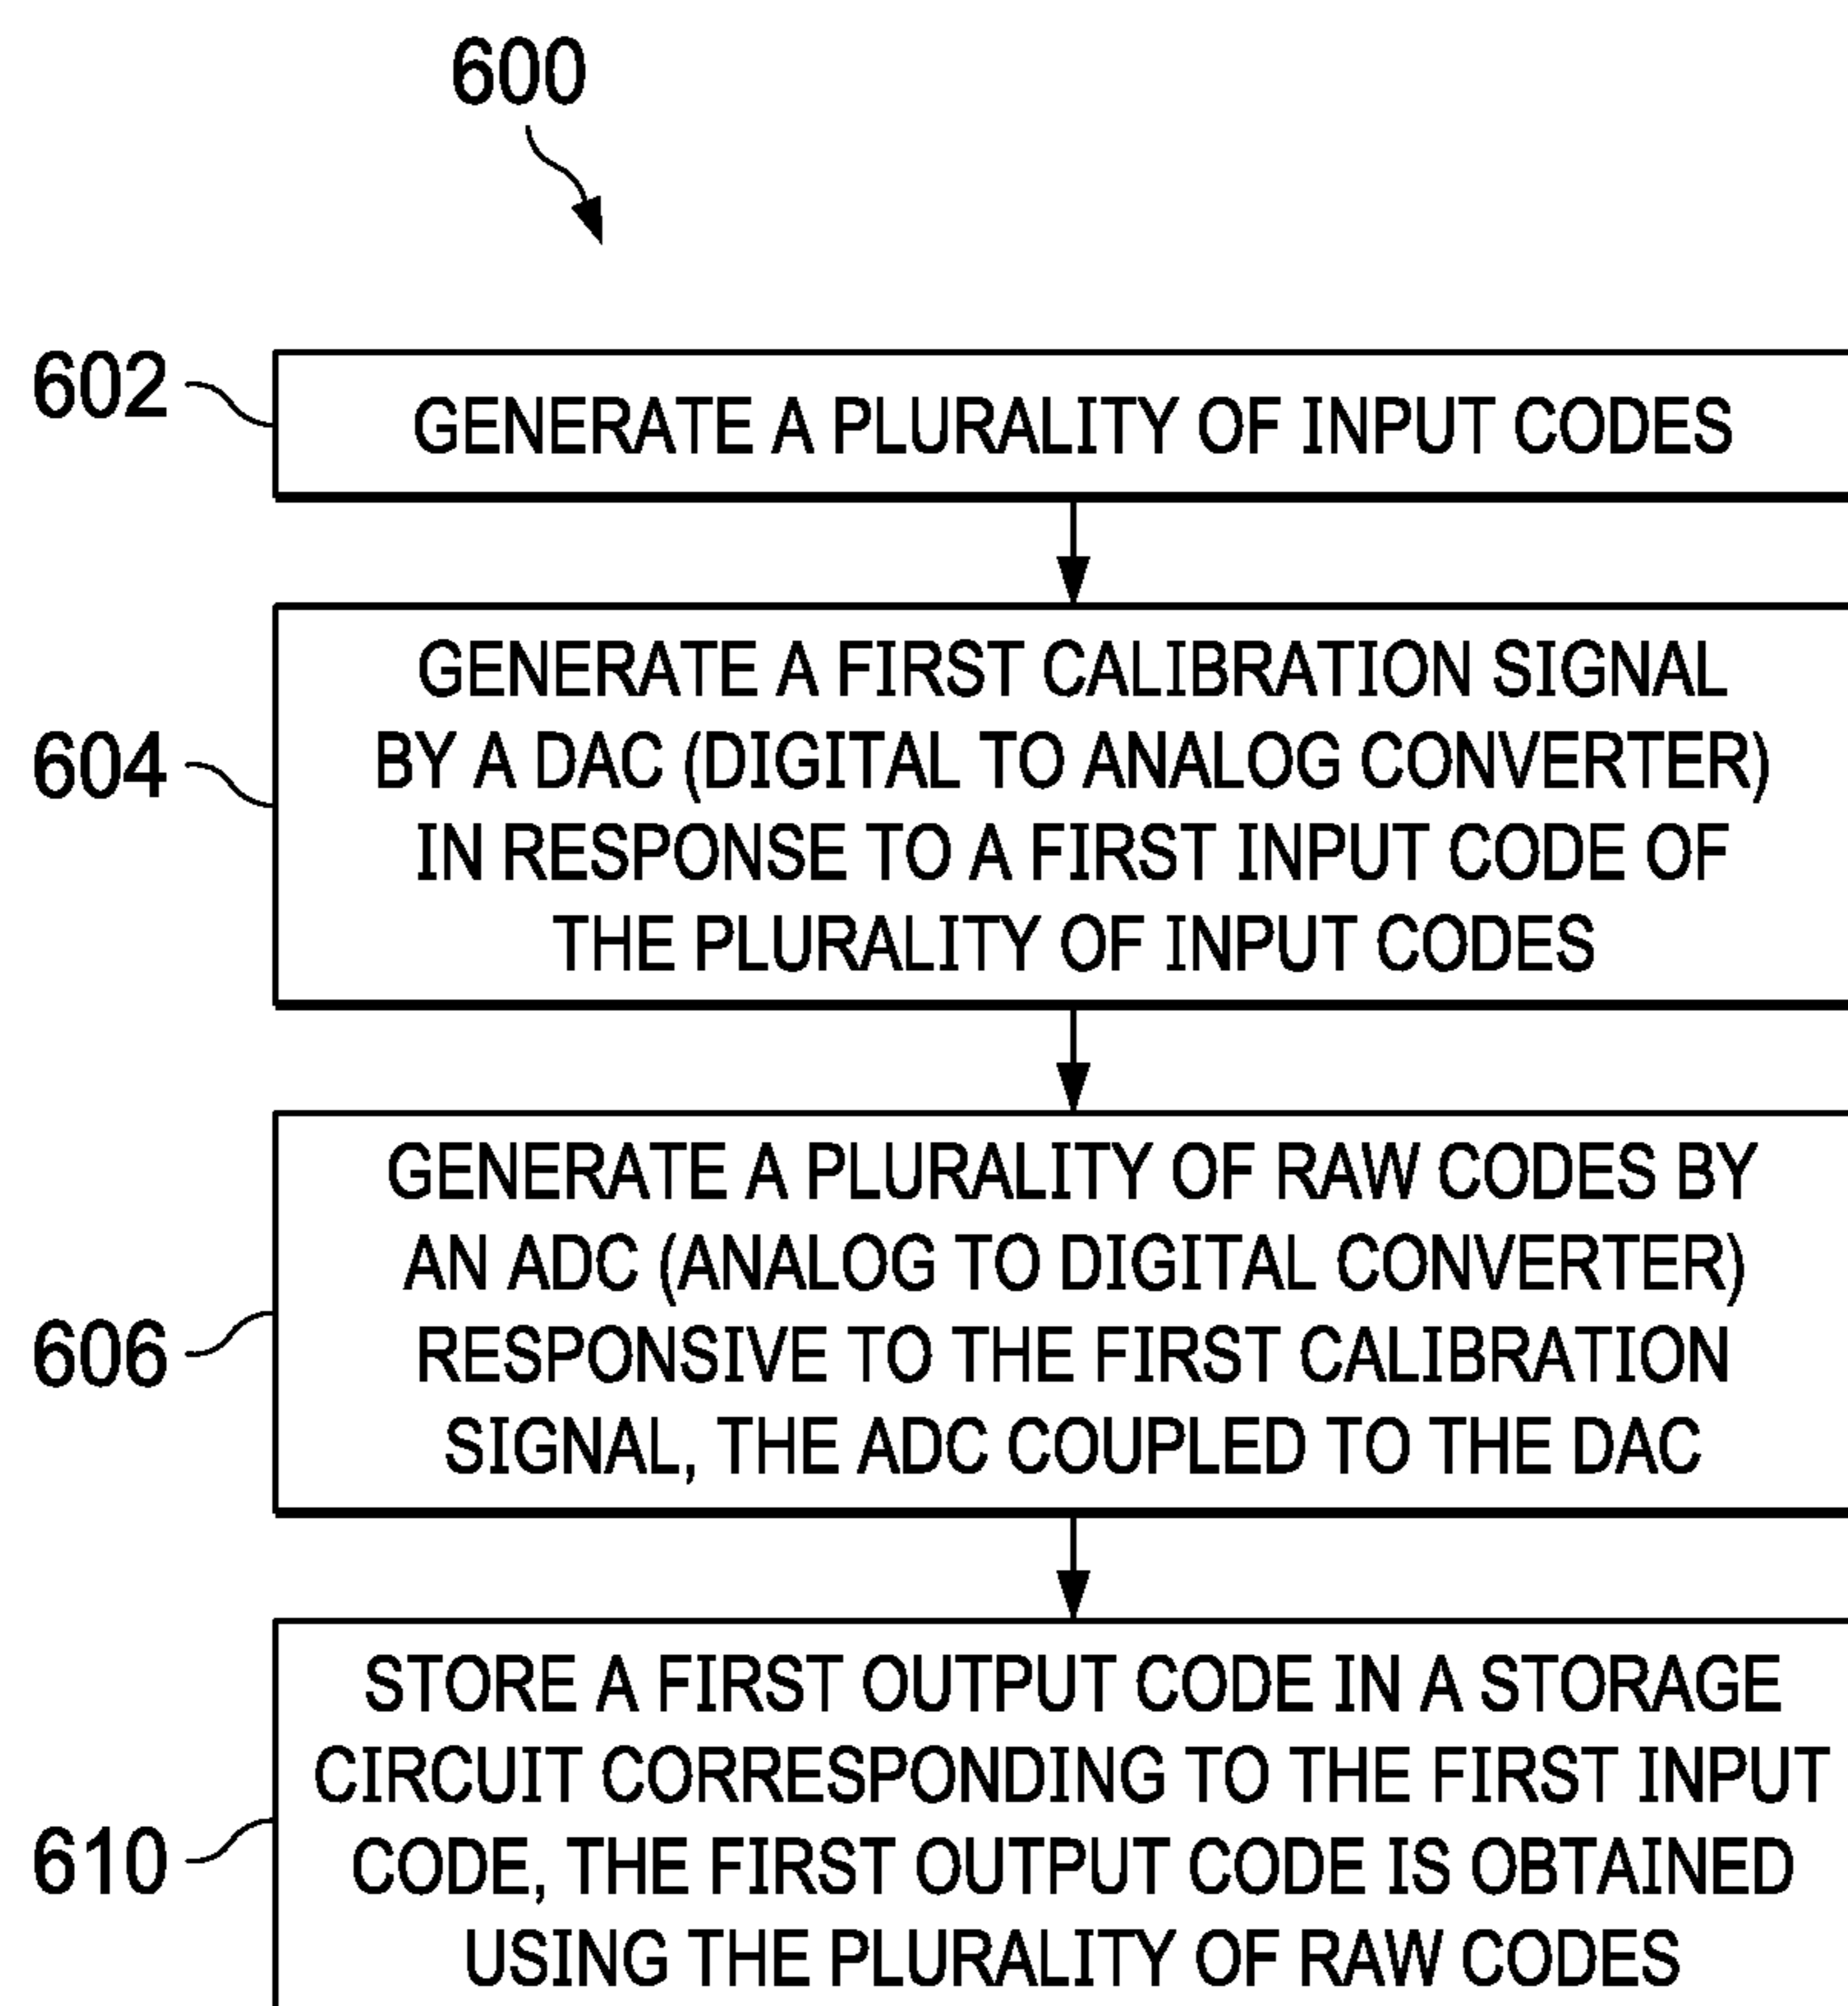 600
602
GENERATE A PLURALITY OF INPUT CODES
604
GENERATE A FIRST CALIBRATION SIGNAL
BY A DAC (DIGITAL TO ANALOG CONVERTER)
IN RESPONSE TO A FIRST INPUT CODE OF
THE PLURALITY OF INPUT CODES
606
GENERATE A PLURALITY OF RAW CODES BY
AN ADC (ANALOG TO DIGITAL CONVERTER)
RESPONSIVE TO THE FIRST CALIBRATION
SIGNAL, THE ADC COUPLED TO THE DAC
610
STORE A FIRST OUTPUT CODE IN A STORAGE
CIRCUIT CORRESPONDING TO THE FIRST INPUT
CODE, THE FIRST OUTPUT CODE IS OBTAINED
USING THE PLURALITY OF RAW CODES